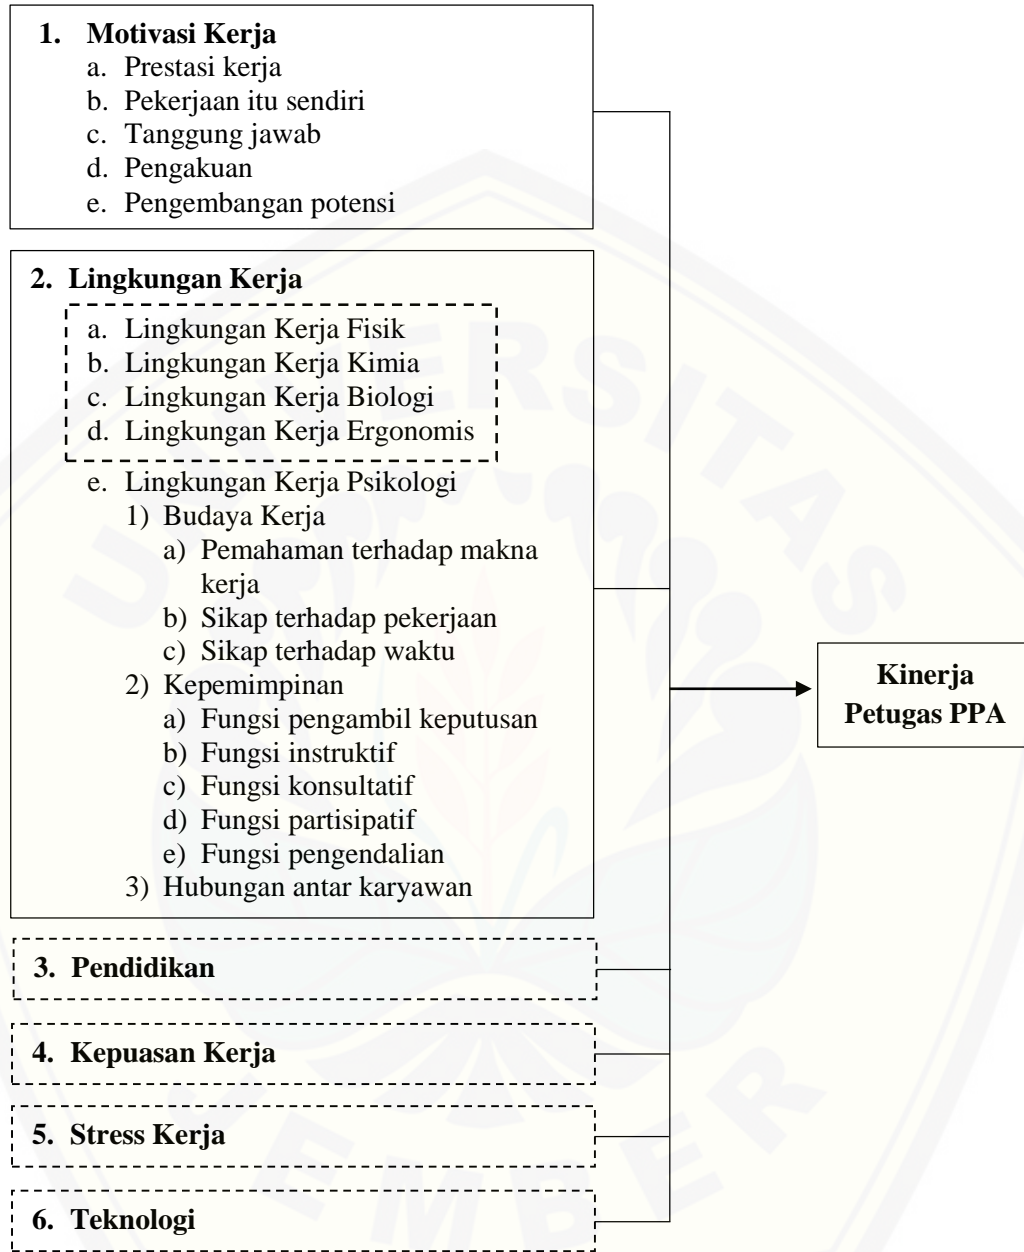 1. Motivasi Kerja
a. Prestasi kerja
b. Pekerjaan itu sendiri
c. Tanggung jawab
d. Pengakuan
e. Pengembangan potensi
2. Lingkungan Kerja
a. Lingkungan Kerja Fisik
b. Lingkungan Kerja Kimia
c. Lingkungan Kerja Biologi
d. Lingkungan Kerja Ergonomis
e. Lingkungan Kerja Psikologi
1) Budaya Kerja
a) Pemahaman terhadap makna
kerja
b) Sikap terhadap pekerjaan
c) Sikap terhadap waktu
2) Kepemimpinan
a) Fungsi pengambil keputusan
b) Fungsi instruktif
c) Fungsi konsultatif
d) Fungsi partisipatif
e) Fungsi pengendalian
3) Hubungan antar karyawan
3. Pendidikan
4. Kepuasan Kerja
5. Stress Kerja
6. Teknologi
Kinerja
Petugas PPA
UNIVERSITAS
JEMBER